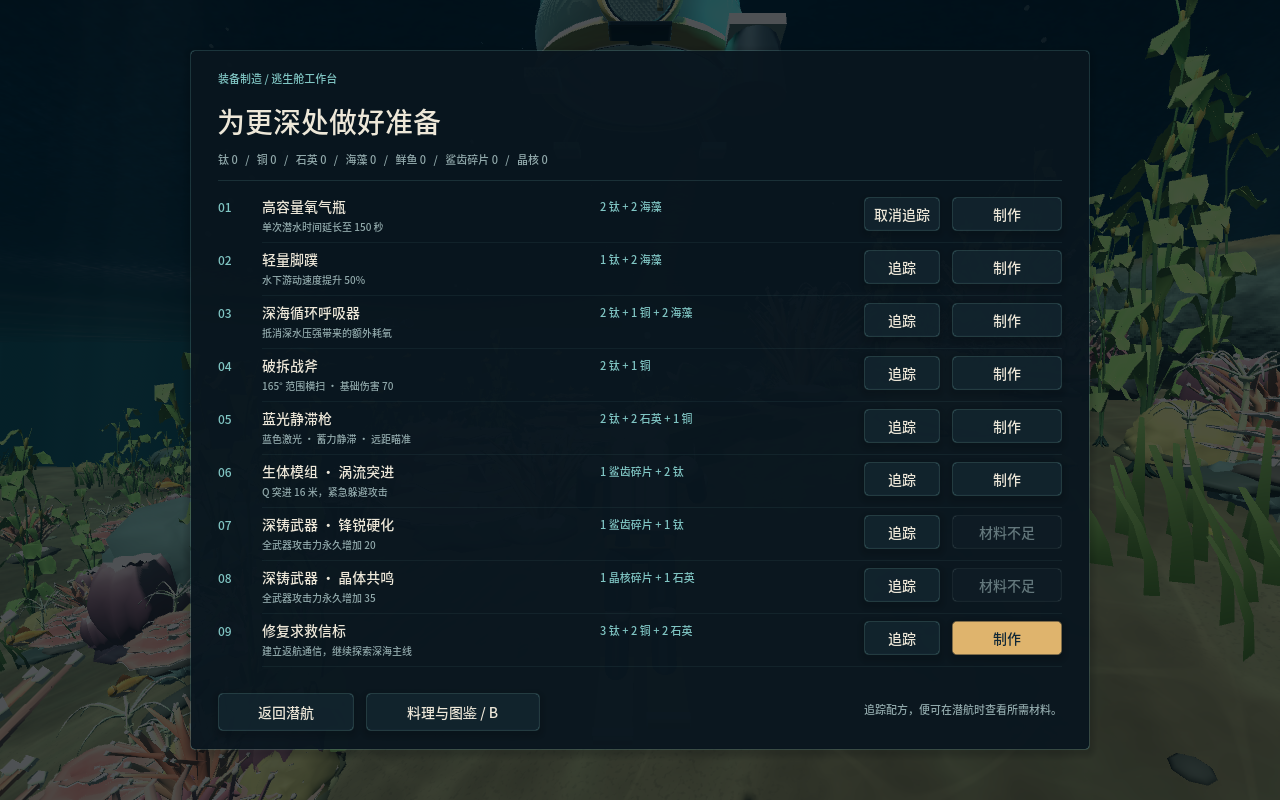 装备制造 / 逃生舱工作台
为更深处做好准备
钛 0 / 铜 0 / 石英 0 / 海藻 0 / 鲜鱼 0 / 鲨齿碎片 0 / 晶核 0
01 高容量氧气瓶 2 钛 + 2 海藻 取消追踪 制作
单次潜水时间延长至 150 秒
02 轻量脚蹼 1 钛 + 2 海藻 追踪 制作
水下游动速度提升 50%
03 深海循环呼吸器 2 钛 + 1 铜 + 2 海藻 追踪 制作
抵消深水压强带来的额外耗氧
04 破拆战斧 2 钛 + 1 铜 追踪 制作
165° 范围横扫 · 基础伤害 70
05 蓝光静滞枪 2 钛 + 2 石英 + 1 铜 追踪 制作
蓝色激光 · 蓄力静滞 · 远距瞄准
06 生体模组 · 涡流突进 1 鲨齿碎片 + 2 钛 追踪 制作
Q 突进 16 米，紧急躲避攻击
07 深铸武器 · 锋锐硬化 1 鲨齿碎片 + 1 钛 追踪 材料不足
全武器攻击力永久增加 20
08 深铸武器 · 晶体共鸣 1 晶核碎片 + 1 石英 追踪 材料不足
全武器攻击力永久增加 35
09 修复求救信标 3 钛 + 2 铜 + 2 石英 追踪 制作
建立返航通信，继续探索深海主线
返回潜航 料理与图鉴 / B 追踪配方，便可在潜航时查看所需材料。